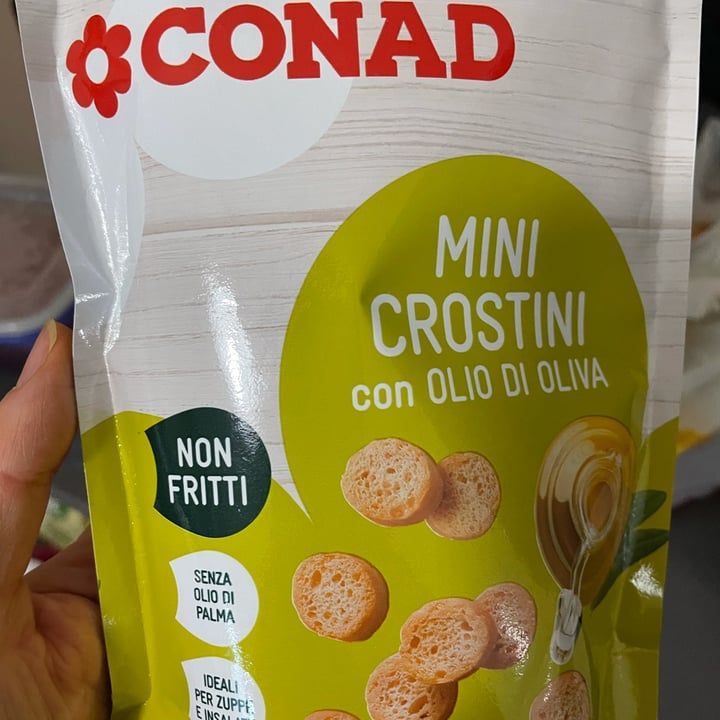 CONAD
MINI
CROSTINI
con OLIO DI OLIVA
NON
FRITTI
SENZA
OLIO DI
PALMA
IDEALI
PER ZUPPE
E